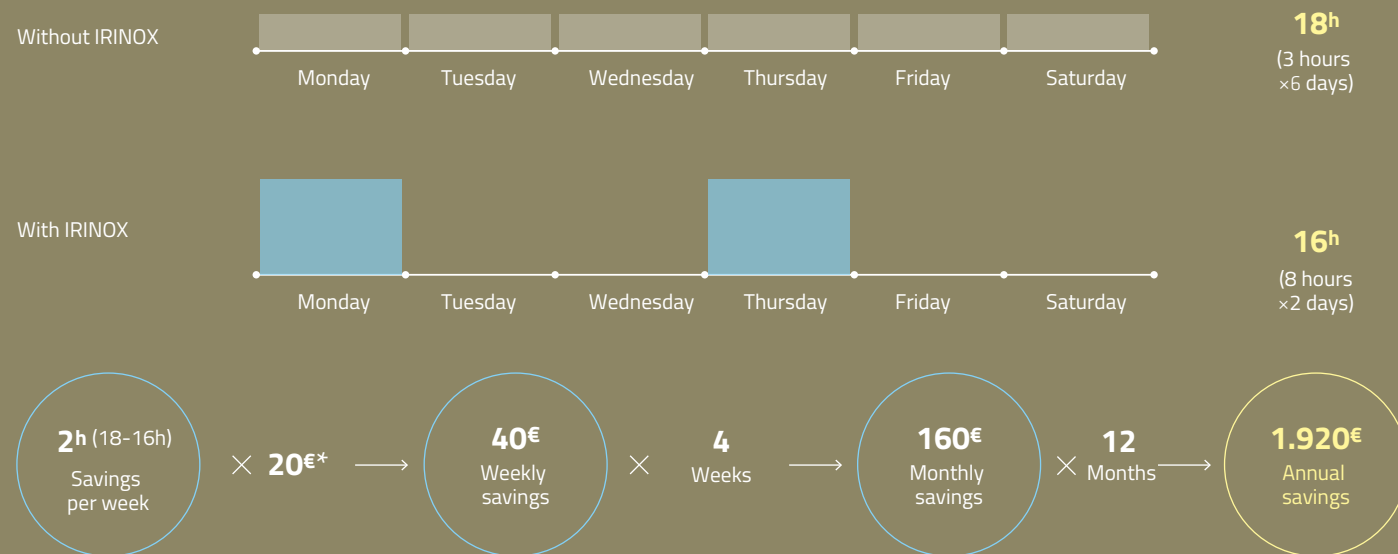 Without IRINOX
Monday Tuesday Wednesday Thursday Friday Saturday
18h
(3 hours
×6 days)
With IRINOX
Monday Tuesday Wednesday Thursday Friday Saturday
16h
(8 hours
×2 days)
2h (18-16h)
Savings
per week
× 20€*
40€
Weekly
savings
×
4
Weeks
160€
Monthly
savings
×
12
Months
1.920€
Annual
savings